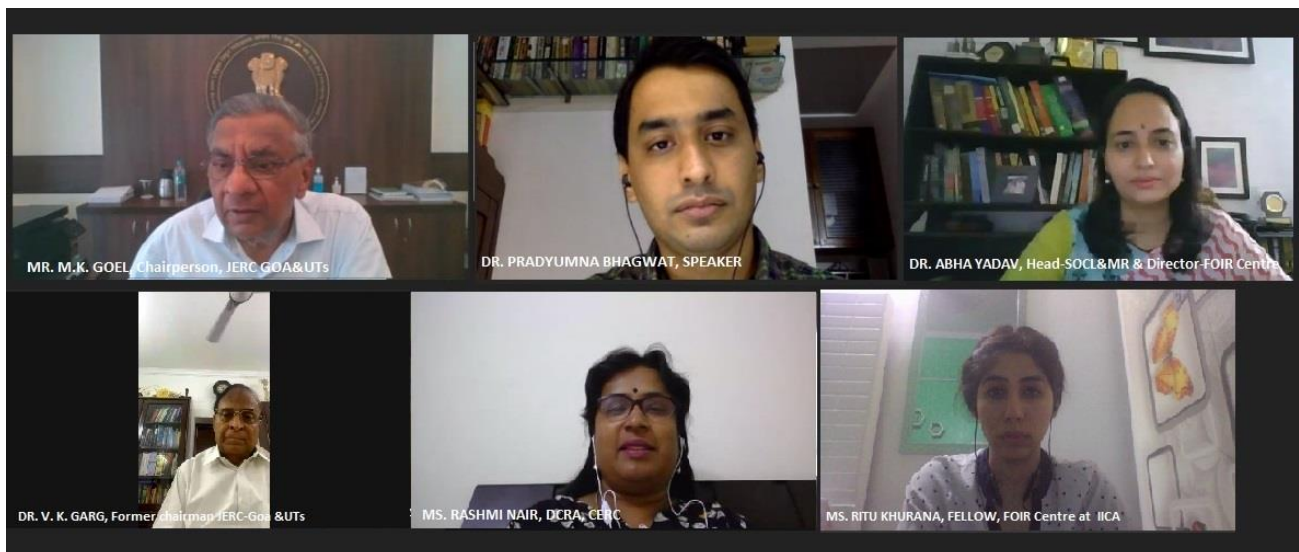 MR. M.K. GOEL, Chairperson, JERC GOA&UTs
DR. PRADYUMNA BHAGWAT, SPEAKER
DR. ABHA YADAV, Head-SOCL&MR & Director-FOIR Centre
DR. V. K. GARG, Former chairman JERC-Goa &UTs
MS. RASHMI NAIR, DCRA, CERC
MS. RITU KHURANA, FELLOW, FOIR Centre at IICA